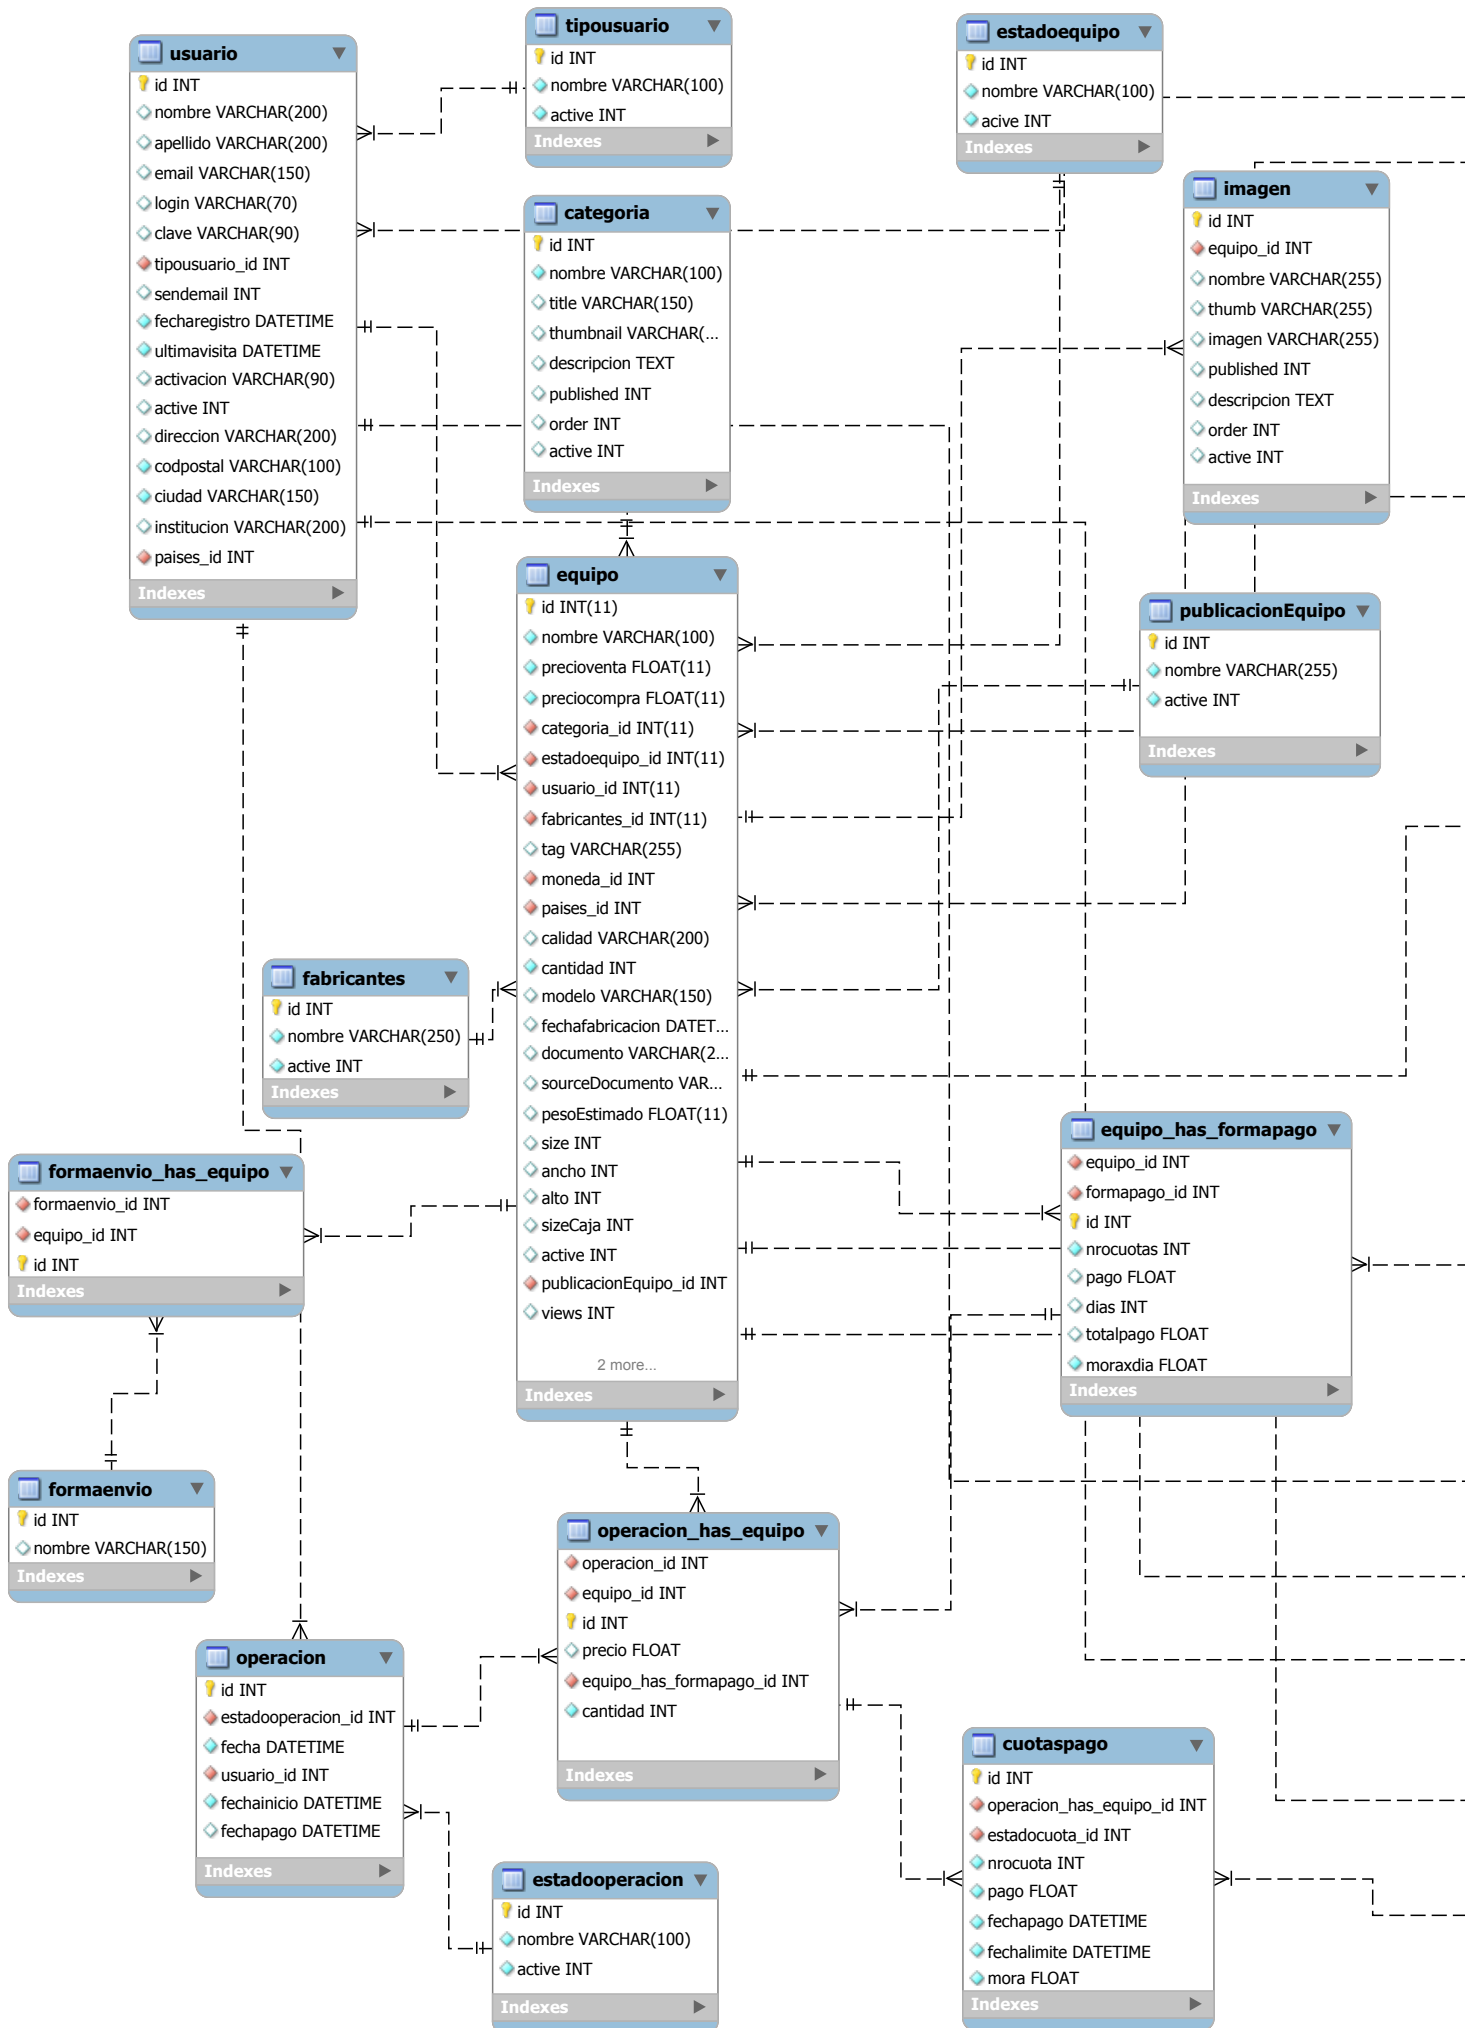 usuario
id INT
nombre VARCHAR(200)
apellido VARCHAR(200)
email VARCHAR(150)
login VARCHAR(70)
clave VARCHAR(90)
tipousuario_id INT
sendemail INT
fecharegistro DATETIME
ultimavisita DATETIME
activacion VARCHAR(90)
active INT
direccion VARCHAR(200)
codpostal VARCHAR(100)
ciudad VARCHAR(150)
institucion VARCHAR(200)
paises_id INT
Indexes
tipousuario
id INT
nombre VARCHAR(100)
active INT
Indexes
estadoequipo
id INT
nombre VARCHAR(100)
acive INT
Indexes
categoria
id INT
nombre VARCHAR(100)
title VARCHAR(150)
thumbnail VARCHAR(...
descripcion TEXT
published INT
order INT
active INT
Indexes
imagen
id INT
equipo_id INT
nombre VARCHAR(255)
thumb VARCHAR(255)
imagen VARCHAR(255)
published INT
descripcion TEXT
order INT
active INT
Indexes
equipo
id INT(11)
nombre VARCHAR(100)
precioventa FLOAT(11)
preciocompra FLOAT(11)
categoria_id INT(11)
estadoequipo_id INT(11)
usuario_id INT(11)
fabricantes_id INT(11)
tag VARCHAR(255)
moneda_id INT
paises_id INT
calidad VARCHAR(200)
cantidad INT
modelo VARCHAR(150)
fechafabricacion DATET...
documento VARCHAR(2...
sourceDocumento VAR...
pesoEstimado FLOAT(11)
size INT
ancho INT
alto INT
sizeCaja INT
active INT
publicacionEquipo_id INT
views INT
2 more...
Indexes
publicacionEquipo
id INT
nombre VARCHAR(255)
active INT
Indexes
fabricantes
id INT
nombre VARCHAR(250)
active INT
Indexes
formaenvio_has_equipo
formaenvio_id INT
equipo_id INT
id INT
Indexes
equipo_has_formapago
equipo_id INT
formapago_id INT
id INT
nrocuotas INT
pago FLOAT
dias INT
totalpago FLOAT
moraxdia FLOAT
Indexes
formaenvio
id INT
nombre VARCHAR(150)
Indexes
operacion_has_equipo
operacion_id INT
equipo_id INT
id INT
precio FLOAT
equipo_has_formapago_id INT
cantidad INT
Indexes
operacion
id INT
estadooperacion_id INT
fecha DATETIME
usuario_id INT
fechainicio DATETIME
fechapago DATETIME
Indexes
cuotaspago
id INT
operacion_has_equipo_id INT
estadocuota_id INT
nrocuota INT
pago FLOAT
fechapago DATETIME
fechalimite DATETIME
mora FLOAT
Indexes
estadooperacion
id INT
nombre VARCHAR(100)
active INT
Indexes